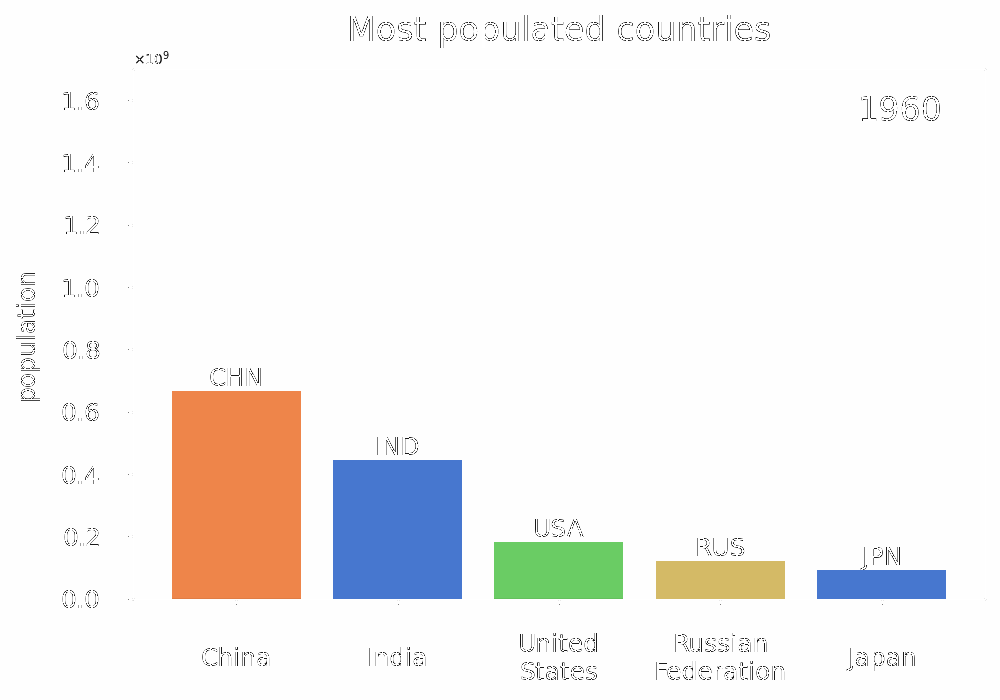 Most populated countries
×10⁹
1960
1.6
1.4
1.2
1.0
0.8
0.6
0.4
0.2
0.0
population
CHN
IND
USA
RUS
JPN
China
India
United
States
Russian
Federation
Japan